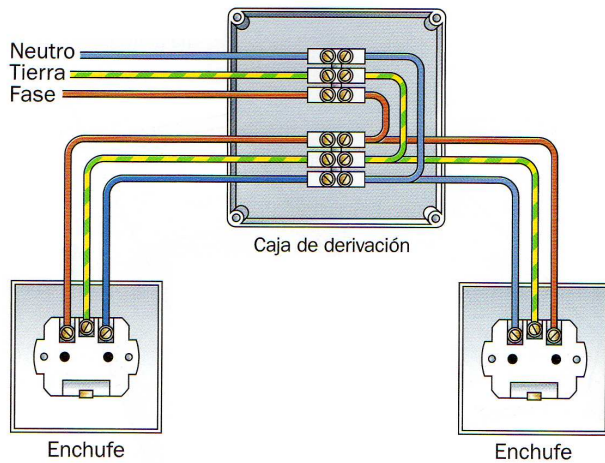 Neutro
Tierra
Fase
Caja de derivación
Enchufe
Enchufe